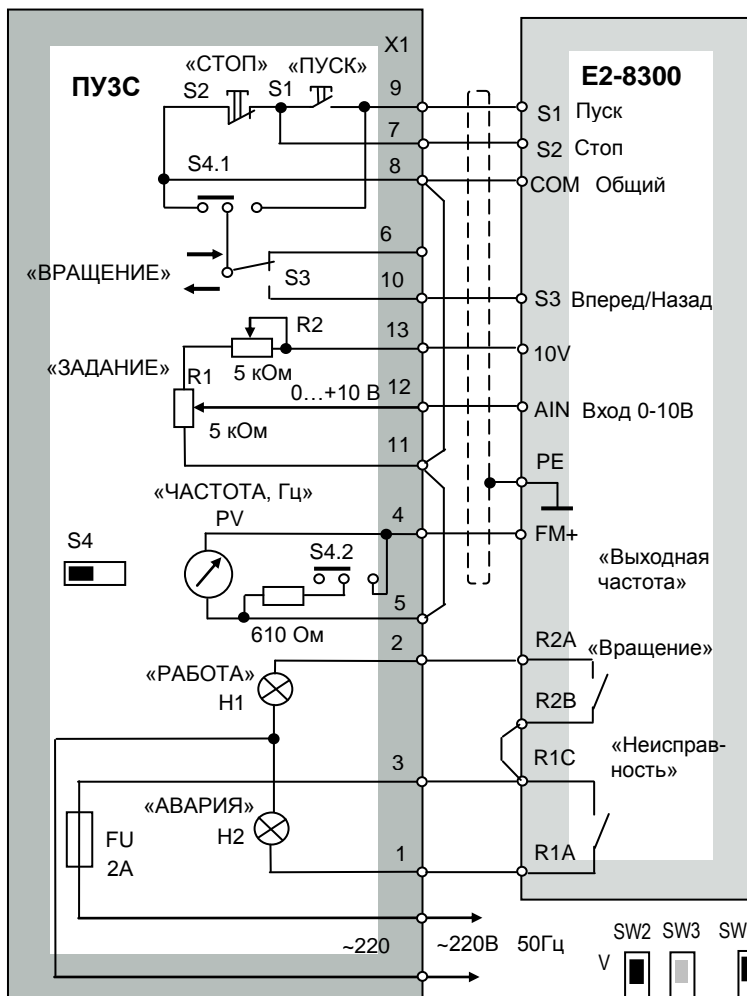 X1
ПУ3С
«СТОП» «ПУСК»
S2 S1 9
E2-8300
S1 Пуск
7
S2 Стоп
S4.1
8
COM Общий
6
«ВРАЩЕНИЕ»
S3
10
S3 Вперед/Назад
R2
13
10V
5 кОм
«ЗАДАНИЕ»
R1
0…+10 В 12
AIN Вход 0-10В
5 кОм
11
PE
«ЧАСТОТА, Гц»
PV
4
FM+
S4
S4.2
«Выходная
частота»
5
610 Ом
2
R2A
«Вращение»
«РАБОТА»
H1
R2B
3
R1C
«Неисправ-
ность»
«АВАРИЯ»
FU
H2
2А
1
R1A
~220 ~220В 50Гц
SW2 SW3 SW
V